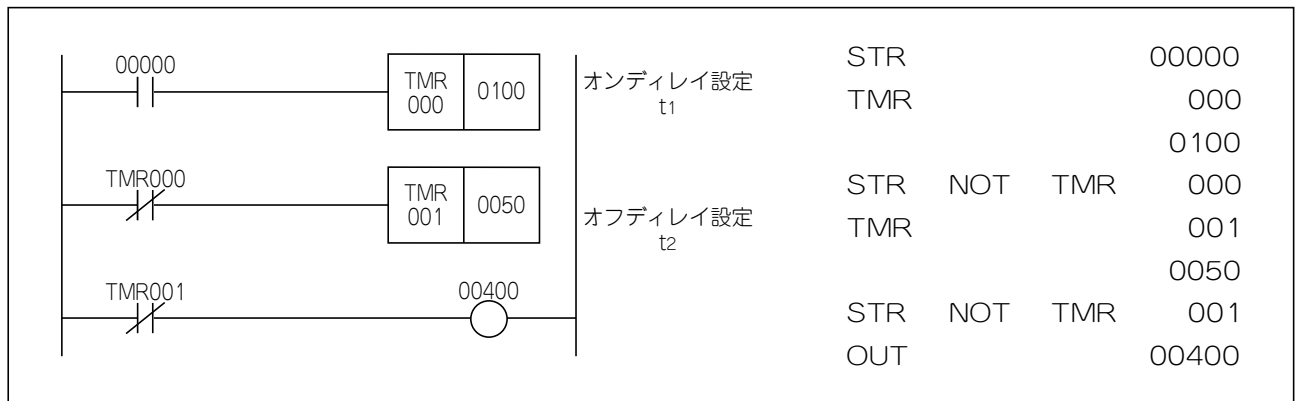 00000
TMR 000 0100
オンディレイ設定
t1
TMR000
TMR 001 0050
オフディレイ設定
t2
TMR001
00400
STR 00000
TMR 000
0100
STR NOT TMR 000
TMR 001
0050
STR NOT TMR 001
OUT 00400